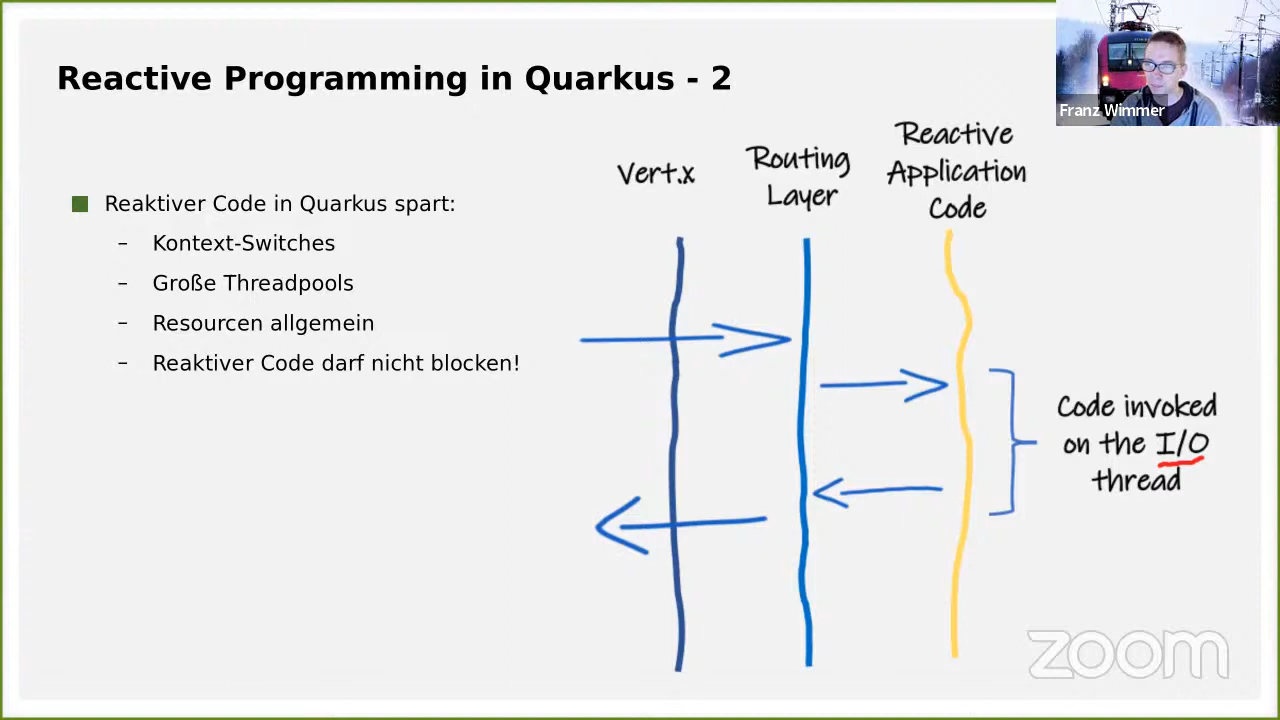 Reactive Programming in Quarkus - 2
Franz Wimmer
Reaktiver Code in Quarkus spart:
– Kontext-Switches
– Große Threadpools
– Resourcen allgemein
– Reaktiver Code darf nicht blocken!
Vert.x
Routing
Layer
Reactive
Application
Code
Code invoked
on the I/O
thread
zoom